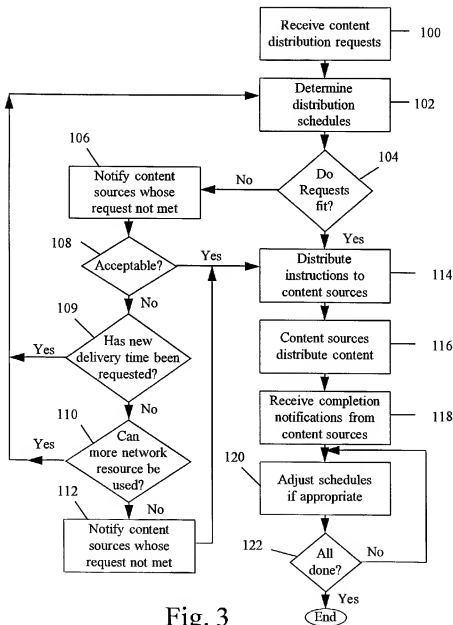 Receive content
distribution requests
100
Determine
distribution
schedules
102
106
104
Notify content
sources whose
request not met
No
Do
Requests
fit?
108
Yes
Acceptable?
Yes
Distribute
instructions to
content sources
114
No
109
Has new
delivery time been
requested?
Yes
Content sources
distribute content
116
No
110
Receive completion
notifications from
content sources
118
Can
more network
resource be
used?
Yes
120
Adjust schedules
if appropriate
No
112
Notify content
sources whose
request not met
122
All
done?
No
Yes
End
Fig. 3